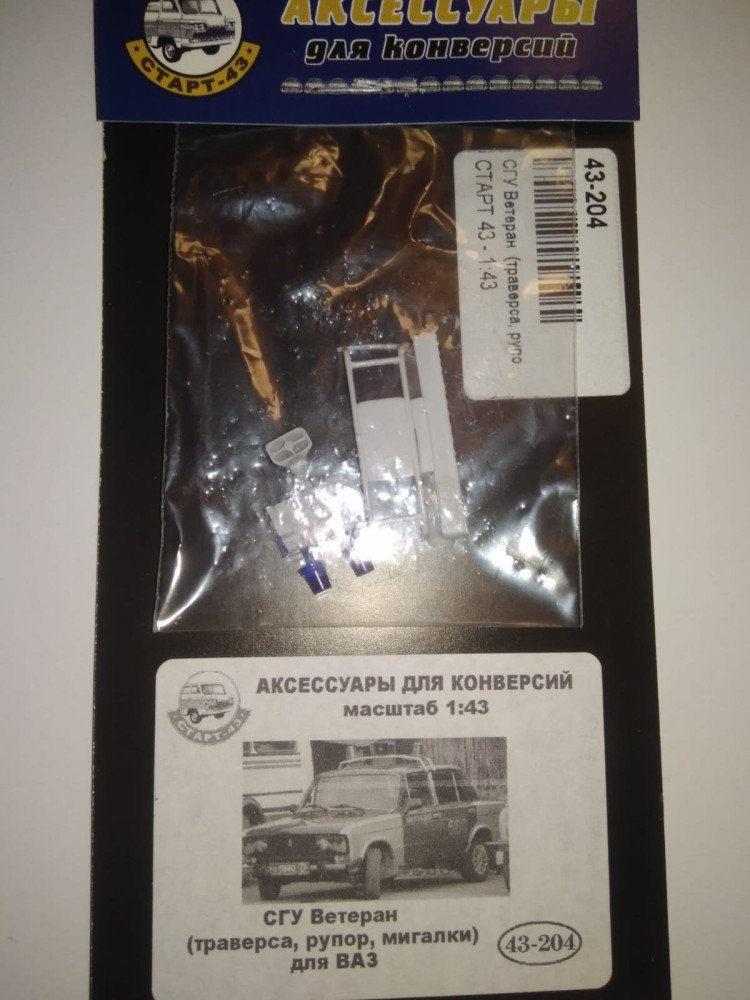 АКСЕССУАРЫ
для конверсий
СТАРТ-43
43-204
СГУ Ветеран (траверса, рупо
СТАРТ 43 - 1:43
АКСЕССУАРЫ ДЛЯ КОНВЕРСИЙ
масштаб 1:43
СТАРТ-43
СГУ Ветеран
(траверса, рупор, мигалки)
для ВАЗ
43-204